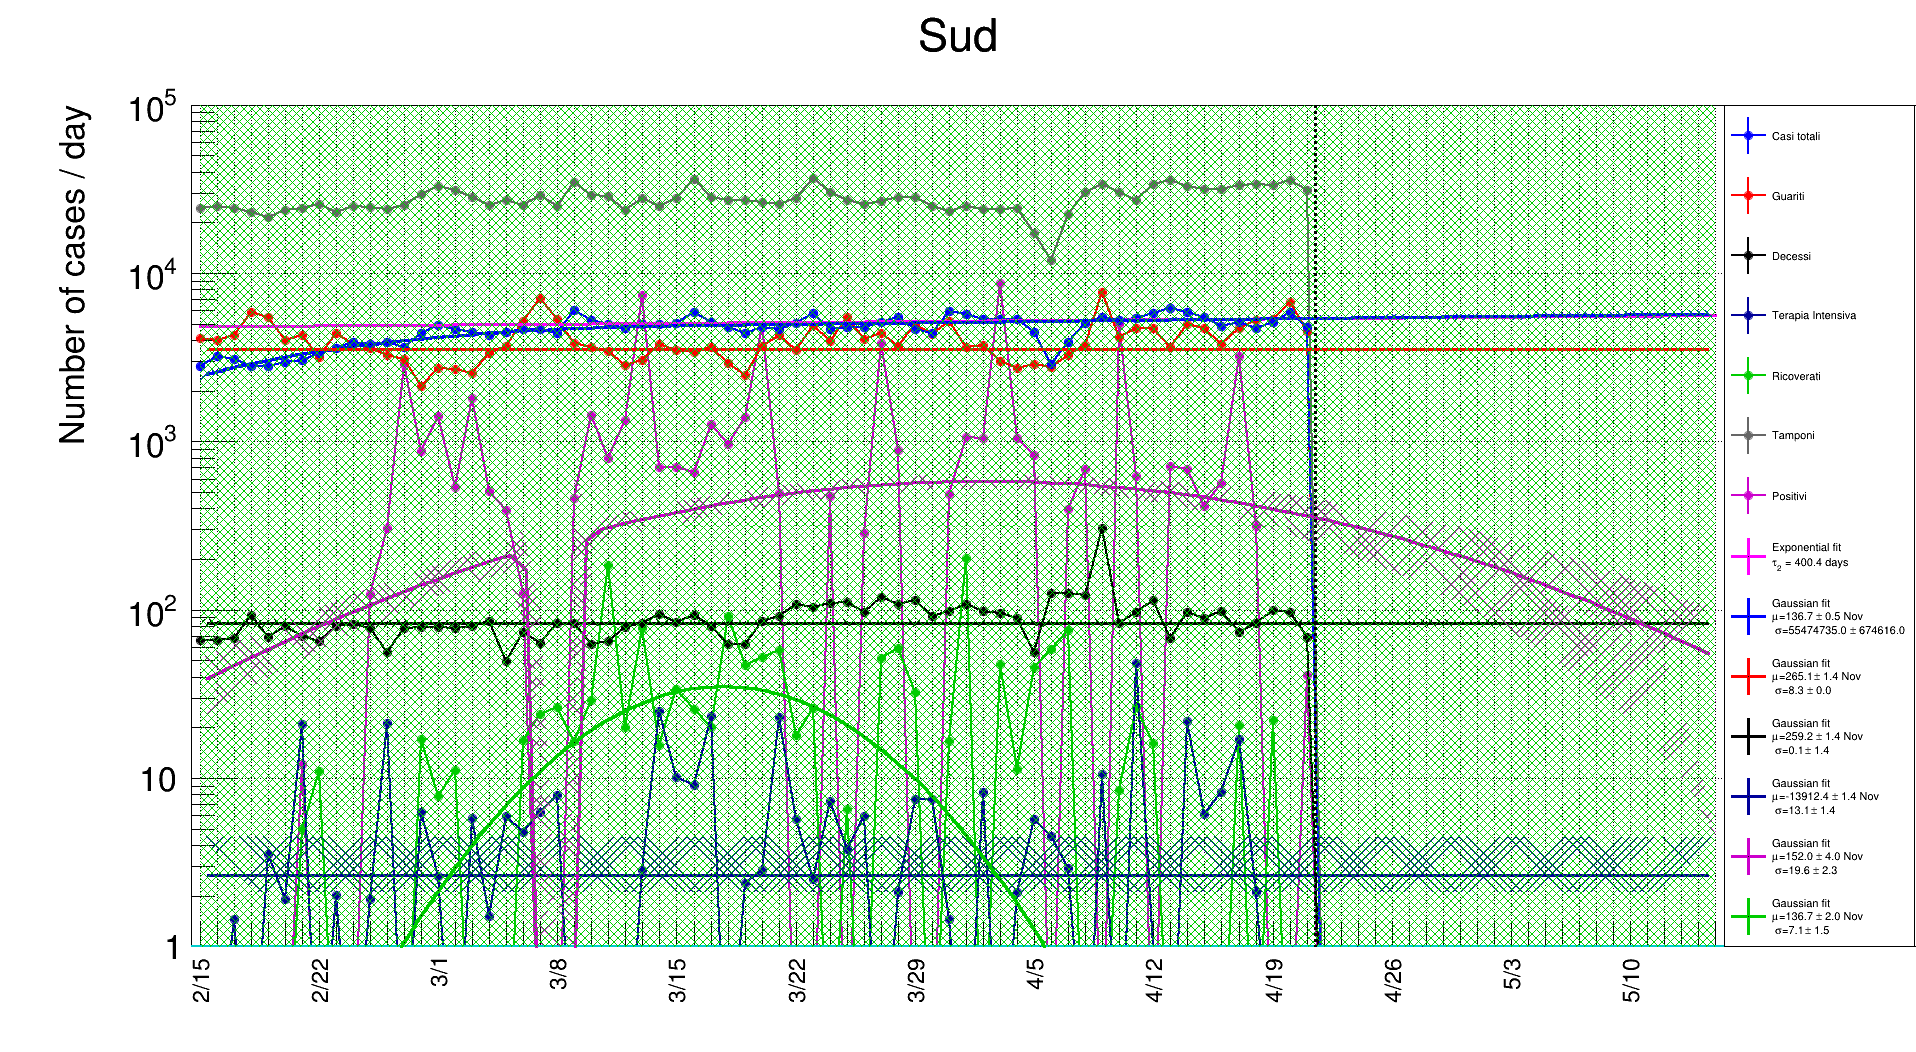 Sud
Number of cases / day
10^5
10^4
10^3
10^2
10
1
2/15
2/22
3/1
3/8
3/15
3/22
3/29
4/5
4/12
4/19
4/26
5/3
5/10
Casi totali
Guariti
Decessi
Terapia Intensiva
Ricoverati
Tamponi
Positivi
Exponential fit
τ_2 = 400.4 days
Gaussian fit
μ=136.7 ± 0.5 Nov
σ=55474735.0 ± 674616.0
Gaussian fit
μ=265.1 ± 1.4 Nov
σ=8.3 ± 0.0
Gaussian fit
μ=259.2 ± 1.4 Nov
σ=0.1 ± 1.4
Gaussian fit
μ=-13912.4 ± 1.4 Nov
σ=13.1 ± 1.4
Gaussian fit
μ=152.0 ± 4.0 Nov
σ=19.6 ± 2.3
Gaussian fit
μ=136.7 ± 2.0 Nov
σ=7.1 ± 1.5